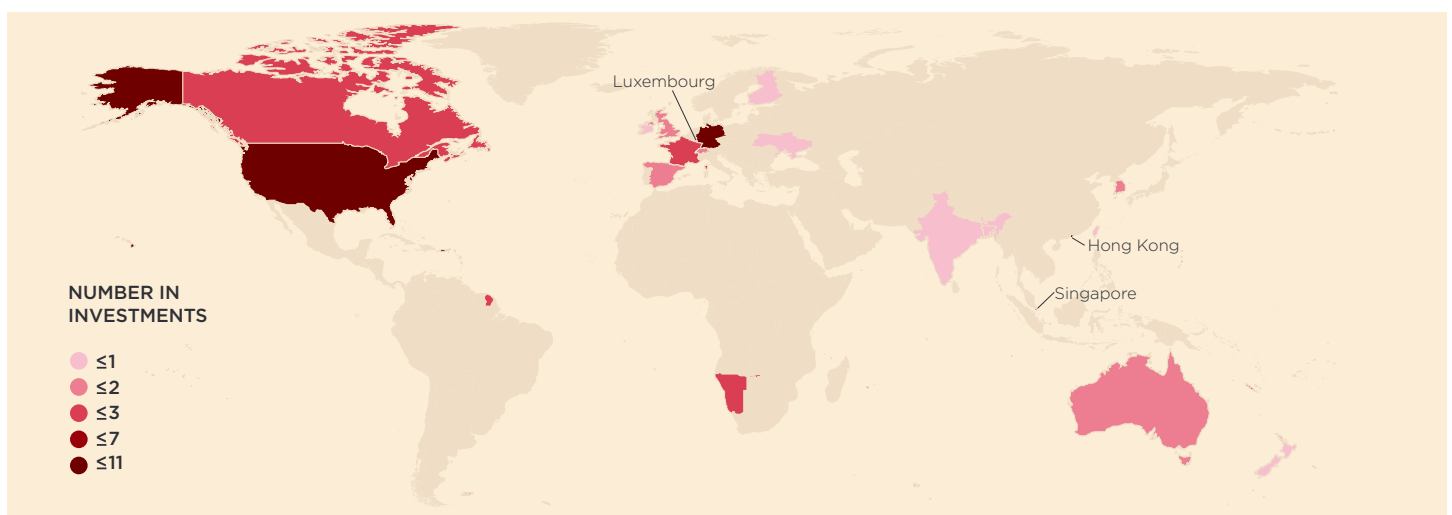 Luxembourg
Hong Kong
Singapore
NUMBER IN
INVESTMENTS
≤1
≤2
≤3
≤7
≤11